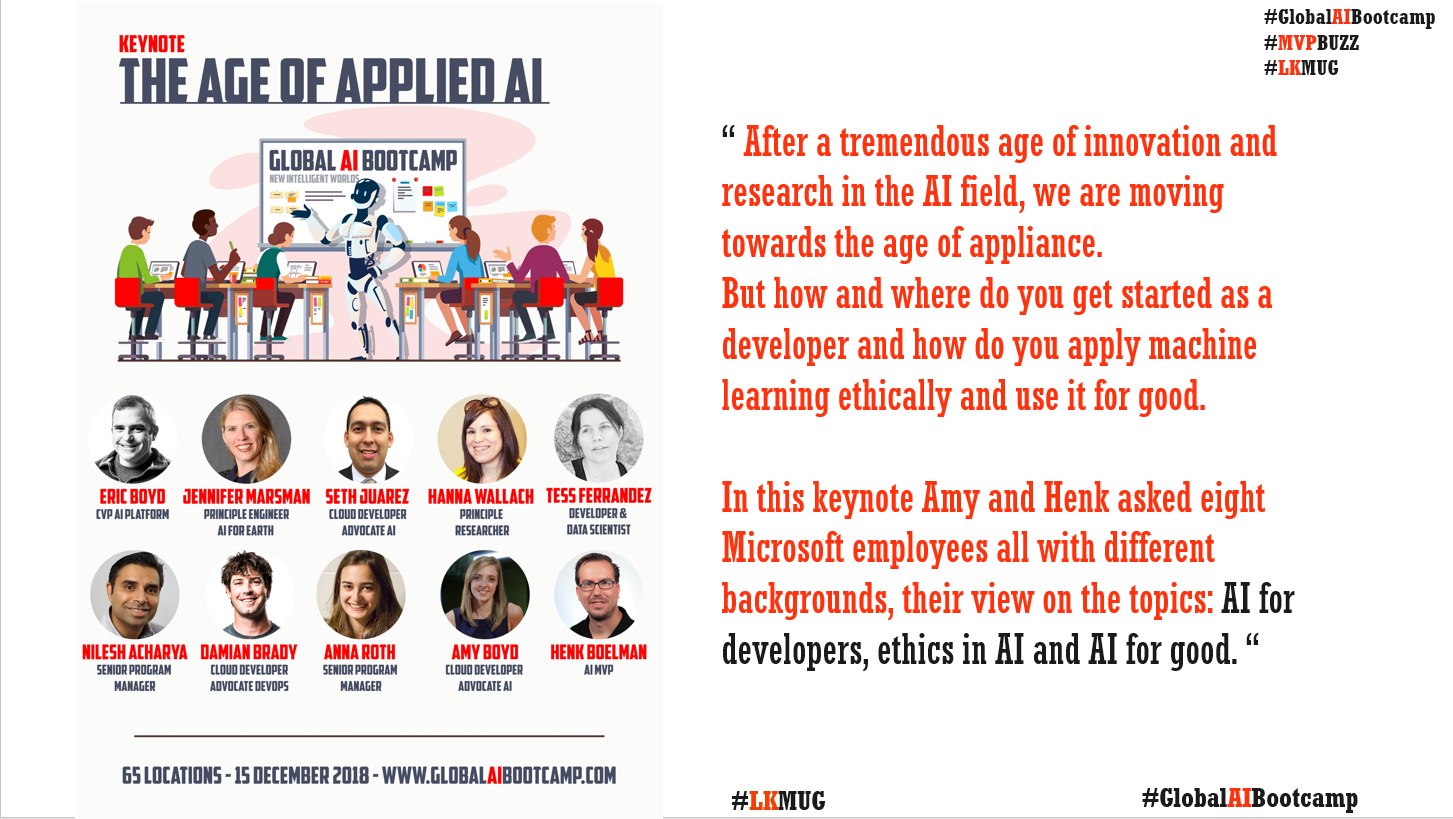 KEYNOTE
THE AGE OF APPLIED AI
GLOBAL AI BOOTCAMP
NEW INTELLIGENT WORLDS
ERIC BOYD
CVP AI PLATFORM
JENNIFER MARSMAN
PRINCIPLE ENGINEER
AI FOR EARTH
SETH JUAREZ
CLOUD DEVELOPER
ADVOCATE AI
HANNA WALLACH
PRINCIPLE
RESEARCHER
TESS FERRANDEZ
DEVELOPER &
DATA SCIENTIST
NILESH ACHARYA
SENIOR PROGRAM
MANAGER
DAMIAN BRADY
CLOUD DEVELOPER
ADVOCATE DEVOPS
ANNA ROTH
SENIOR PROGRAM
MANAGER
AMY BOYD
CLOUD DEVELOPER
ADVOCATE AI
HENK BOELMAN
AI MVP
65 LOCATIONS - 15 DECEMBER 2018 - WWW.GLOBALAIBOOTCAMP.COM
#GlobalAIBootcamp
#MVPBUZZ
#LKMUG
“ After a tremendous age of innovation and
research in the AI field, we are moving
towards the age of appliance.
But how and where do you get started as a
developer and how do you apply machine
learning ethically and use it for good.
In this keynote Amy and Henk asked eight
Microsoft employees all with different
backgrounds, their view on the topics: AI for
developers, ethics in AI and AI for good. “
#LKMUG
#GlobalAIBootcamp